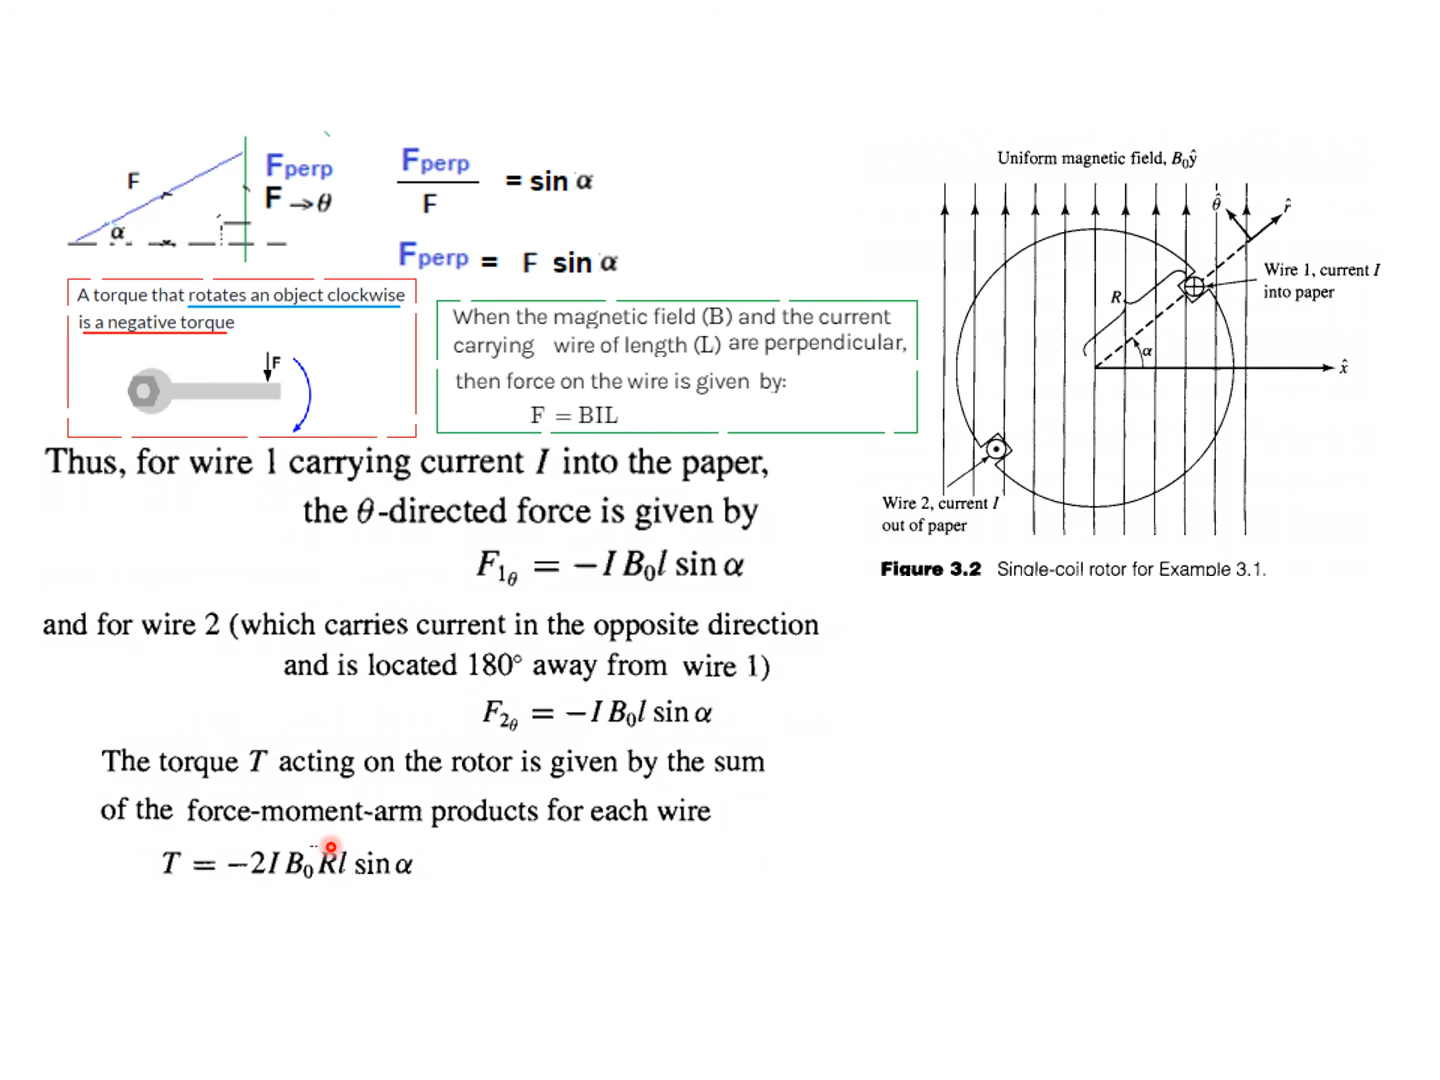 F
α
Fperp
F →θ
Fperp
F
= sin α
Fperp = F sin α
A torque that rotates an object clockwise
is a negative torque
F
When the magnetic field (B) and the current
carrying wire of length (L) are perpendicular,
then force on the wire is given by:
F = BIL
Thus, for wire 1 carrying current I into the paper,
the θ-directed force is given by
F₁θ = −I B₀l sin α
and for wire 2 (which carries current in the opposite direction
and is located 180° away from wire 1)
F₂θ = −I B₀l sin α
The torque T acting on the rotor is given by the sum
of the force-moment-arm products for each wire
T = −2I B₀ Rl sin α
Uniform magnetic field, B₀ŷ
θ̂
r̂
Wire 1, current I
into paper
R
α
x̂
Wire 2, current I
out of paper
Figure 3.2 Single-coil rotor for Example 3.1.